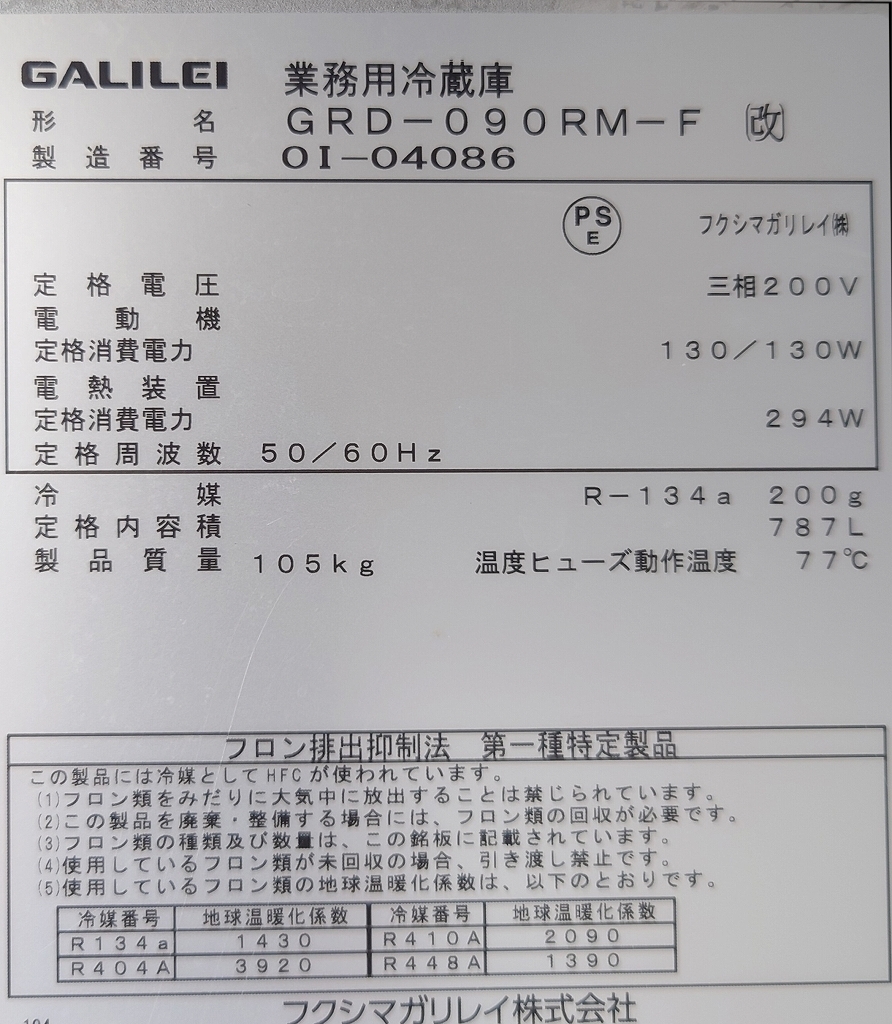 GALILEI 業務用冷蔵庫
形名 GRD-090RM-F ㈹
製造番号 OI-04086
PS E フクシマガリレイ㈱
定格電圧 三相200V
電動機
定格消費電力 130/130W
電熱装置
定格消費電力 294W
定格周波数 50/60Hz
冷媒 R-134a 200g
定格内容積 787L
製品質量 105kg 温度ヒューズ動作温度 77℃
フロン排出抑制法 第一種特定製品
この製品には冷媒としてHFCが使われています。
(1)フロン類をみだりに大気中に放出することは禁じられています。
(2)この製品を廃棄・整備する場合には、フロン類の回収が必要です。
(3)フロン類の種類及び数量は、この銘板に記載されています。
(4)使用しているフロン類が未回収の場合、引き渡し禁止です。
(5)使用しているフロン類の地球温暖化係数は、以下のとおりです。
冷媒番号 地球温暖化係数 冷媒番号 地球温暖化係数
R134a 1430 R410A 2090
R404A 3920 R448A 1390
フクシマガリレイ株式会社